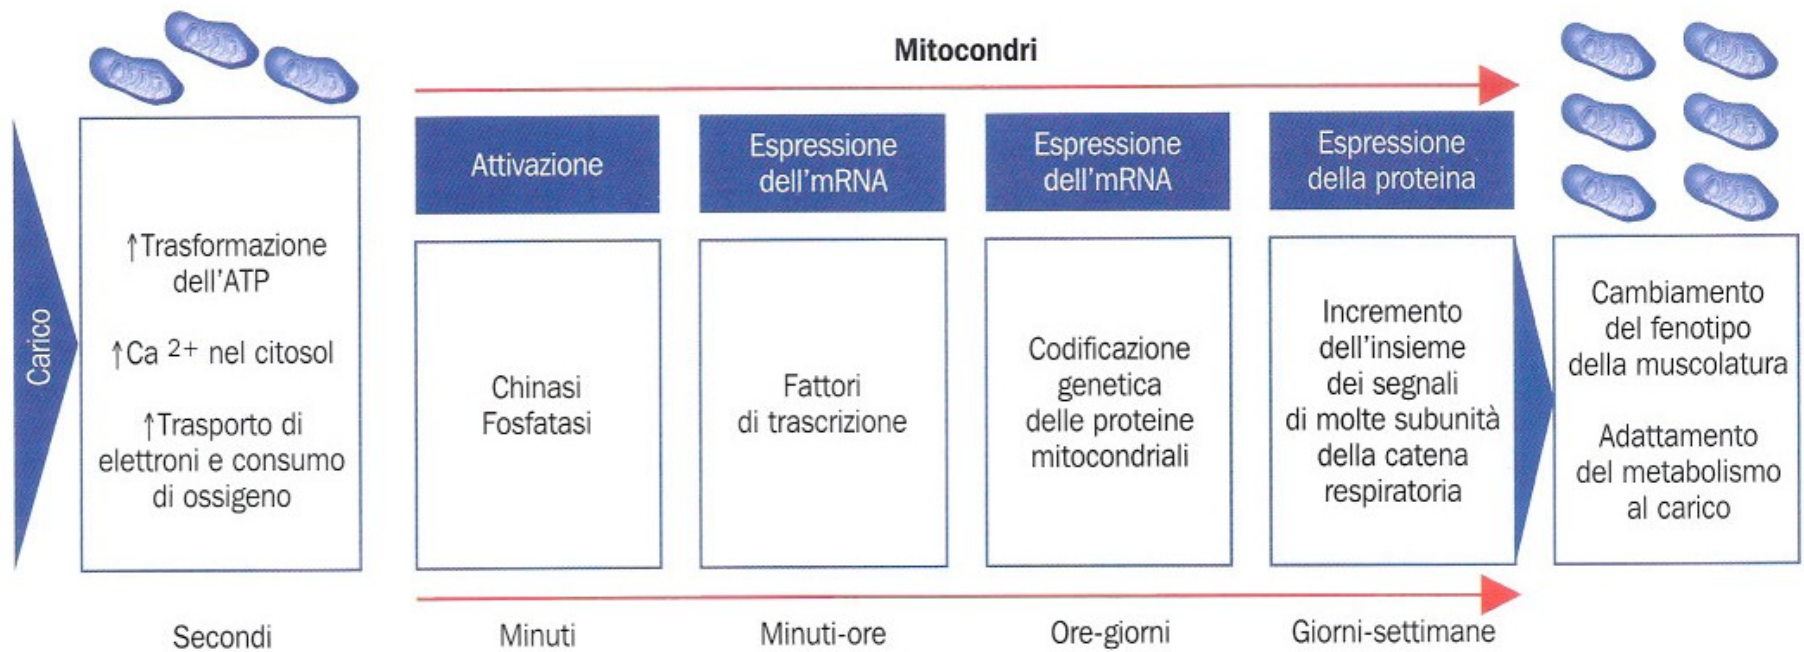 Mitocondri
Carico
↑Trasformazione
dell'ATP
↑Ca 2+ nel citosol
↑Trasporto di
elettroni e consumo
di ossigeno
Secondi
Attivazione
Chinasi
Fosfatasi
Minuti
Espressione
dell'mRNA
Fattori
di trascrizione
Minuti-ore
Espressione
dell'mRNA
Codificazione
genetica
delle proteine
mitocondriali
Ore-giorni
Espressione
della proteina
Incremento
dell'insieme
dei segnali
di molte subunità
della catena
respiratoria
Giorni-settimane
Cambiamento
del fenotipo
della muscolatura
Adattamento
del metabolismo
al carico